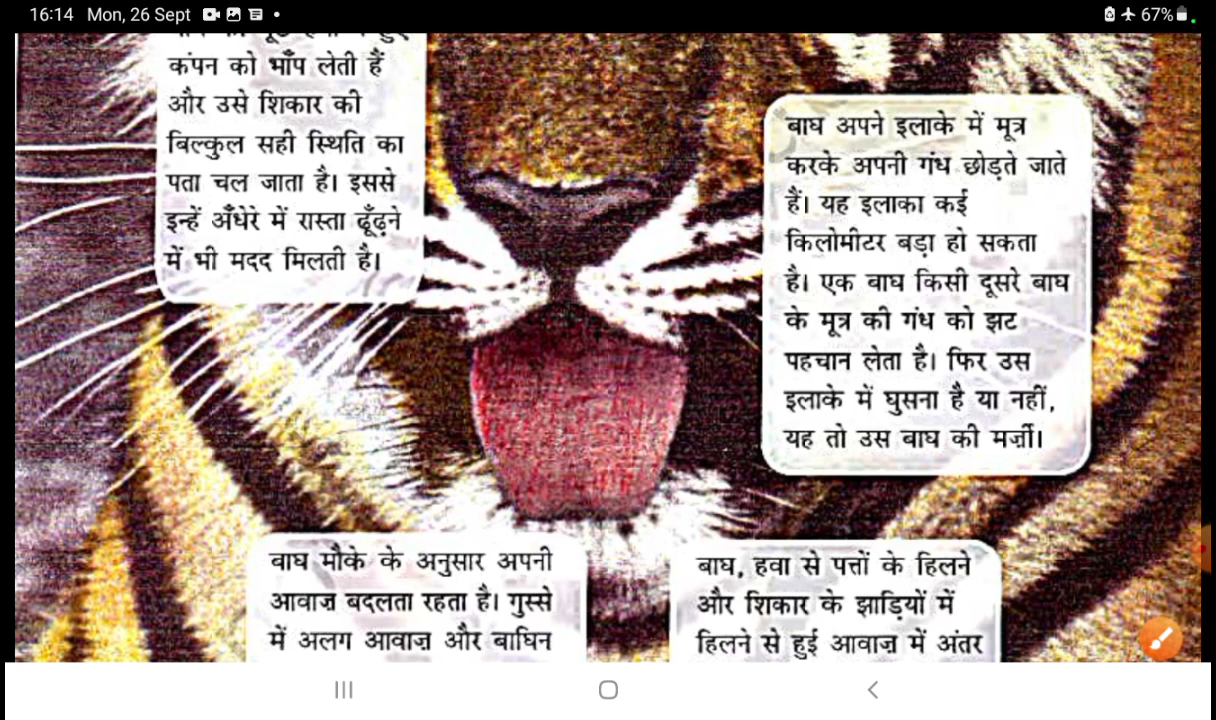 16:14 Mon, 26 Sept
67%
कंपन को भाँप लेती हैं
और उसे शिकार की
बिल्कुल सही स्थिति का
पता चल जाता है। इससे
इन्हें अँधेरे में रास्ता ढूँढ़ने
में भी मदद मिलती है।
बाघ अपने इलाके में मूत्र
करके अपनी गंध छोड़ते जाते
हैं। यह इलाका कई
किलोमीटर बड़ा हो सकता
है। एक बाघ किसी दूसरे बाघ
के मूत्र की गंध को झट
पहचान लेता है। फिर उस
इलाके में घुसना है या नहीं,
यह तो उस बाघ की मर्ज़ी।
बाघ मौके के अनुसार अपनी
आवाज़ बदलता रहता है। गुस्से
में अलग आवाज़ और बाघिन
बाघ, हवा से पत्तों के हिलने
और शिकार के झाड़ियों में
हिलने से हुई आवाज़ में अंतर